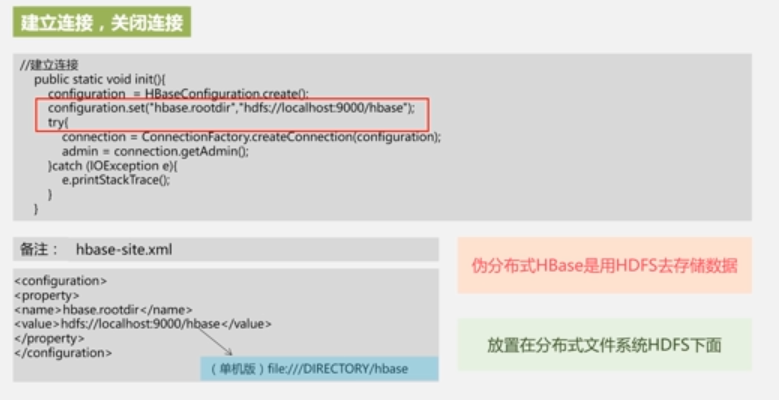 建立连接，关闭连接
//建立连接
public static void init(){
configuration = HBaseConfiguration.create();
configuration.set("hbase.rootdir","hdfs://localhost:9000/hbase");
try{
connection = ConnectionFactory.createConnection(configuration);
admin = connection.getAdmin();
}catch (IOException e){
e.printStackTrace();
}
}
备注： hbase-site.xml
<configuration>
<property>
<name>hbase.rootdir</name>
<value>hdfs://localhost:9000/hbase</value>
</property>
</configuration>
（单机版）file:///DIRECTORY/hbase
伪分布式HBase是用HDFS去存储数据
放置在分布式文件系统HDFS下面